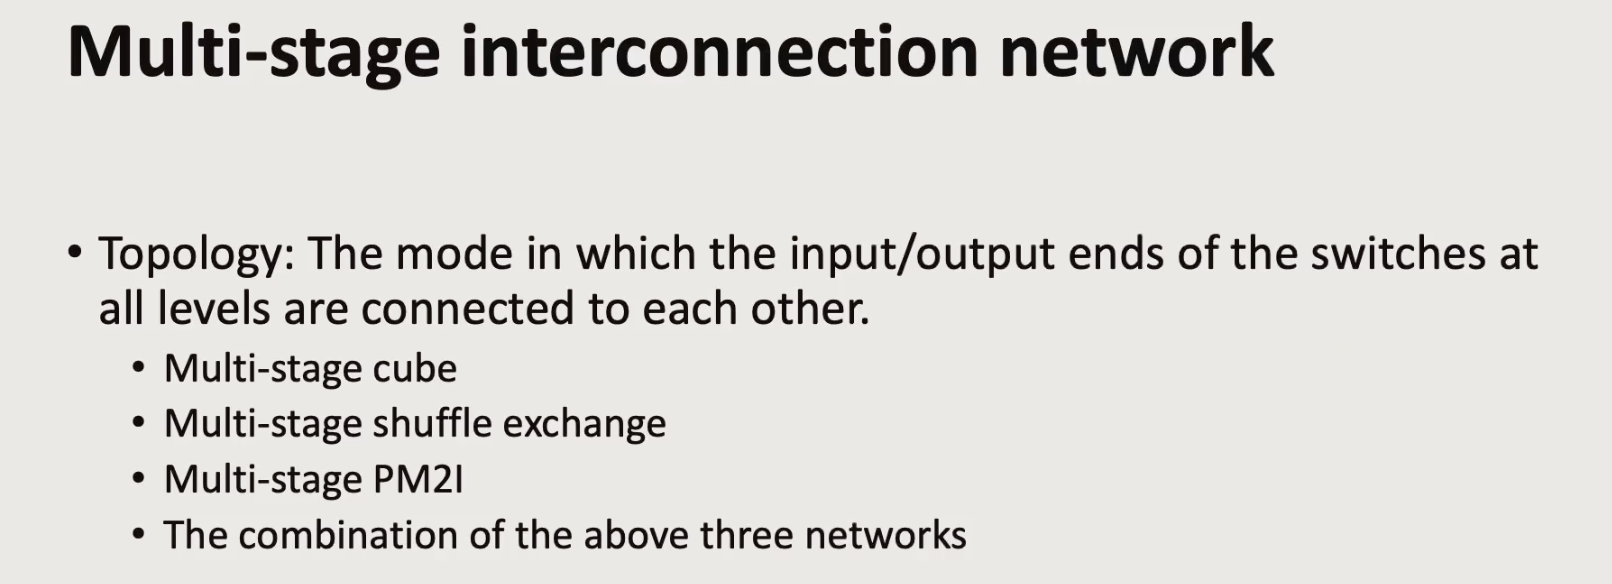 Multi-stage interconnection network
• Topology: The mode in which the input/output ends of the switches at
all levels are connected to each other.
• Multi-stage cube
• Multi-stage shuffle exchange
• Multi-stage PM2I
• The combination of the above three networks